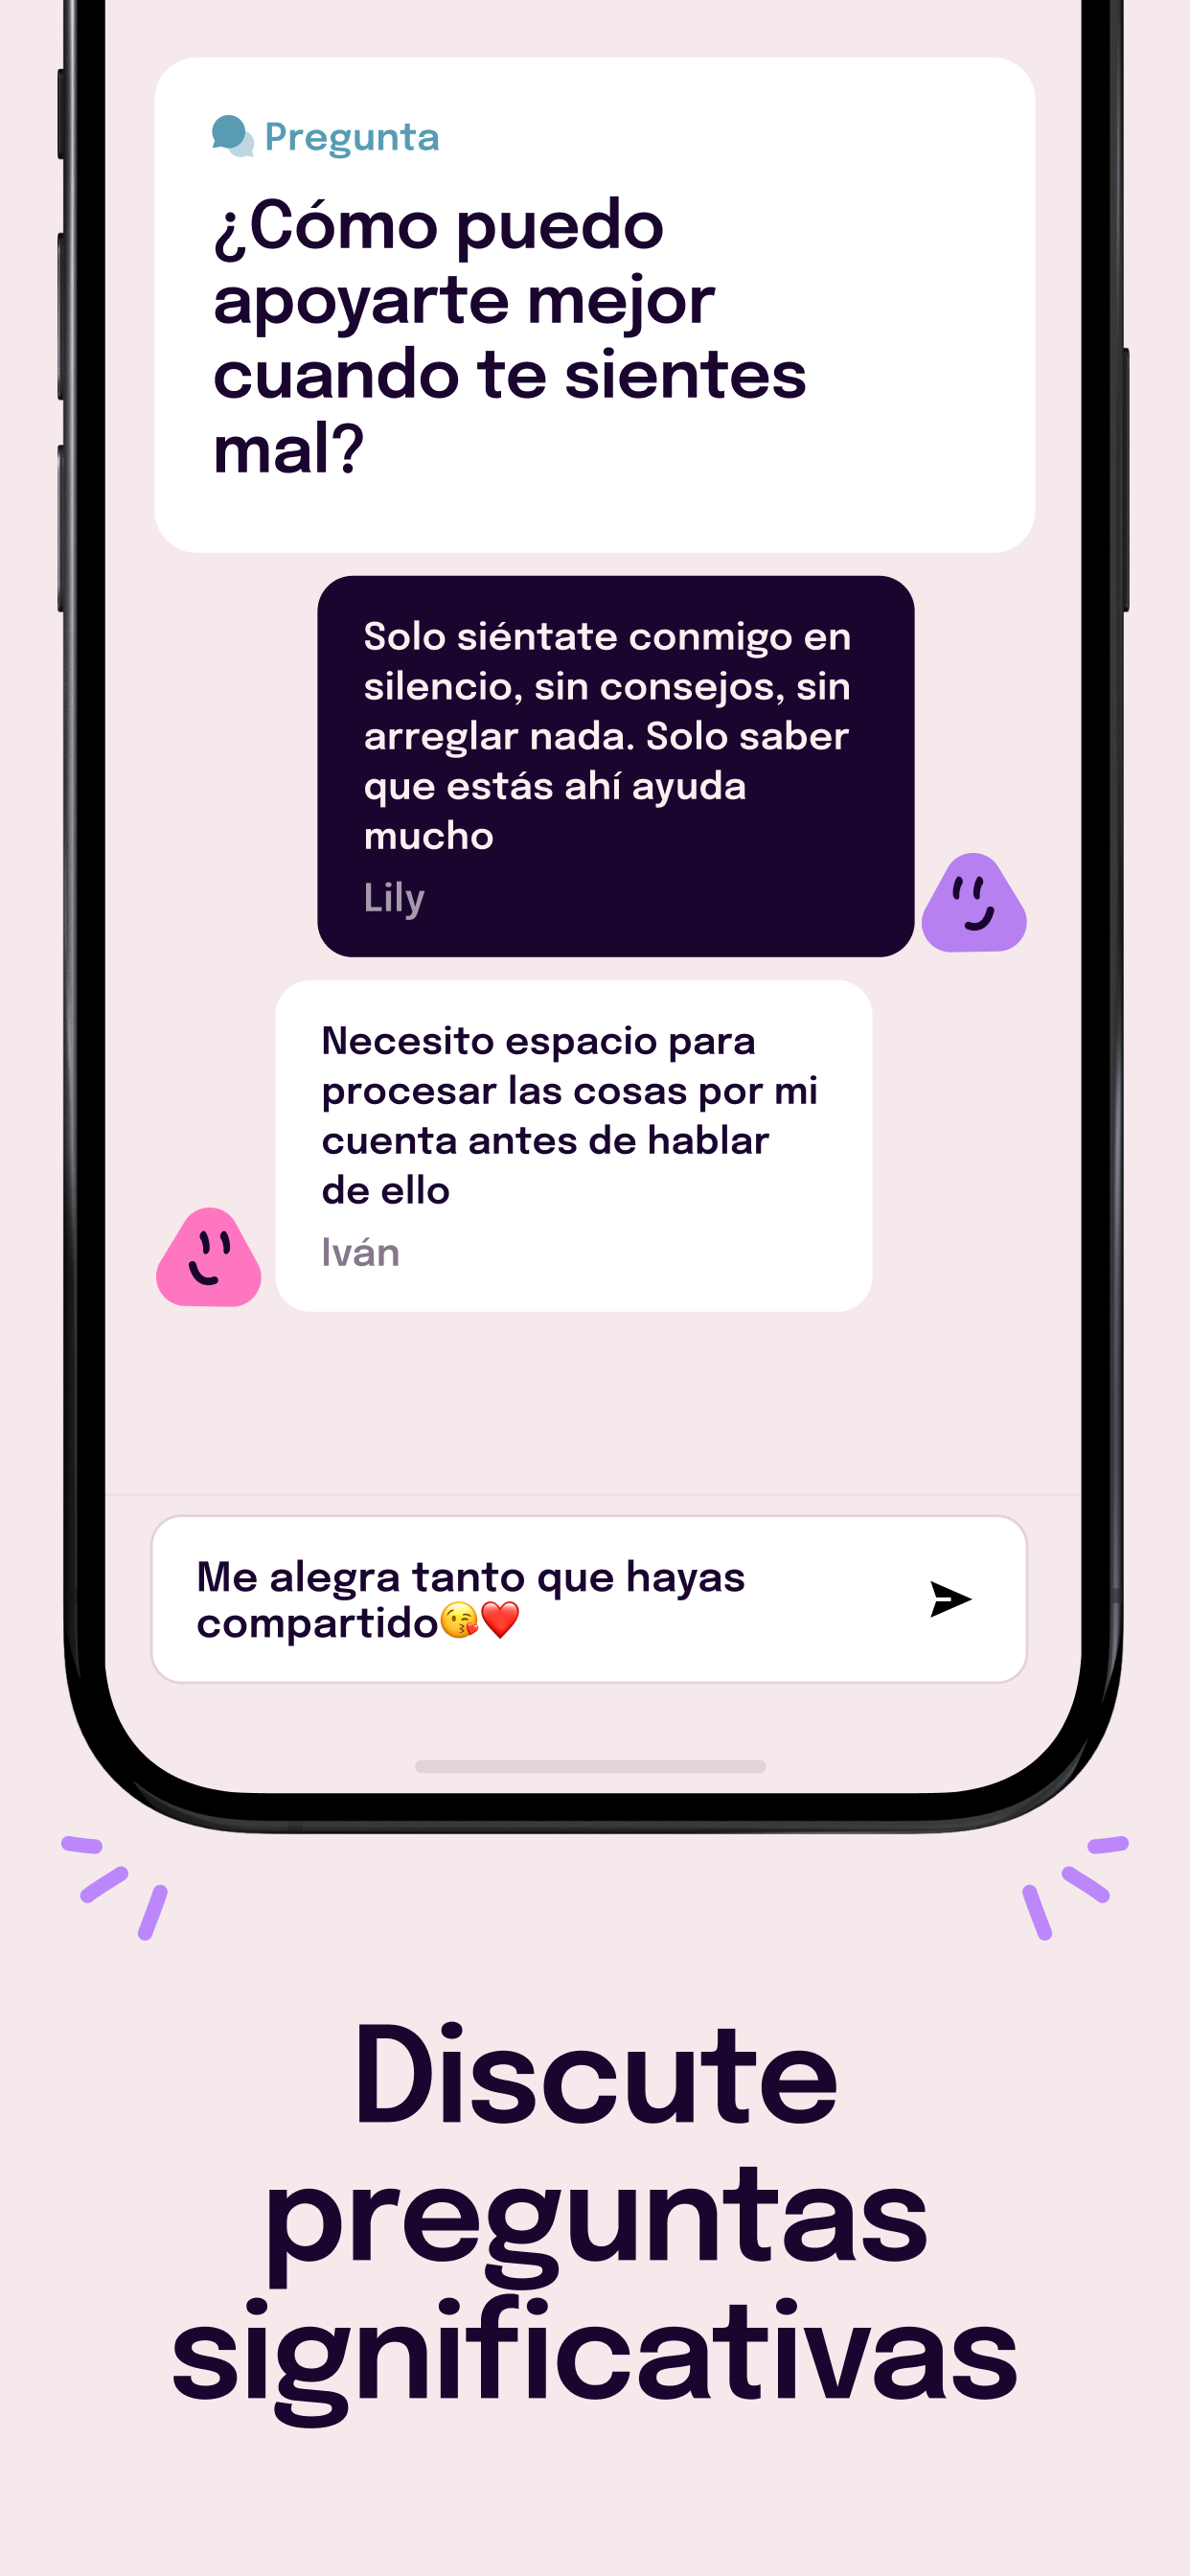 Pregunta
¿Cómo puedo
apoyarte mejor
cuando te sientes
mal?
Solo siéntate conmigo en
silencio, sin consejos, sin
arreglar nada. Solo saber
que estás ahí ayuda
mucho
Lily
Necesito espacio para
procesar las cosas por mi
cuenta antes de hablar
de ello
Iván
Me alegra tanto que hayas
compartido😘❤️
Discute
preguntas
significativas